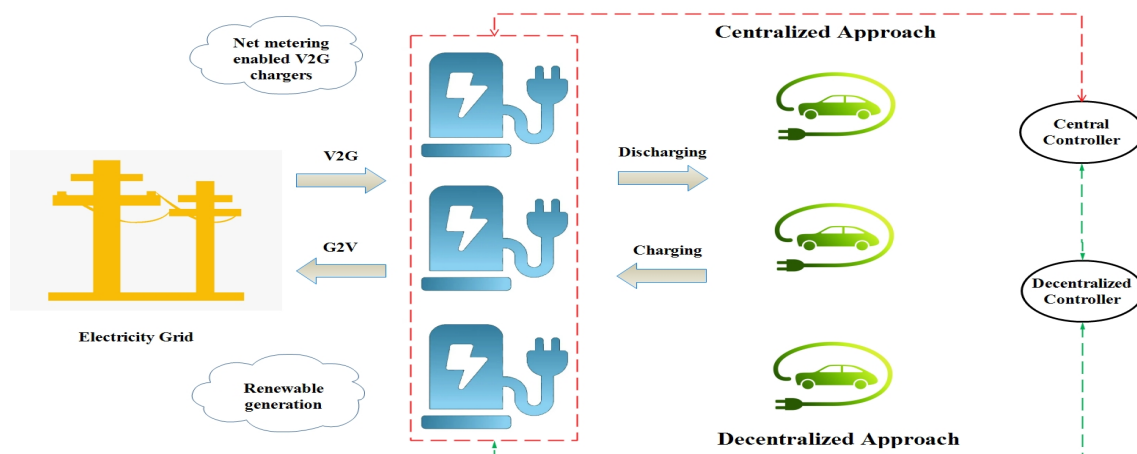 Net metering
enabled V2G
chargers
Centralized Approach
Central
Controller
V2G
Discharging
G2V
Charging
Decentralized
Controller
Electricity Grid
Renewable
generation
Decentralized Approach